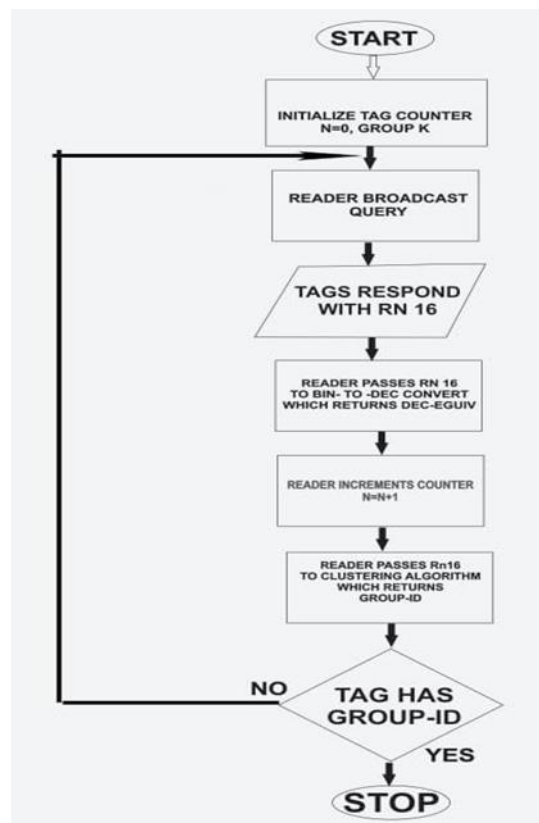 START
INITIALIZE TAG COUNTER
N=0, GROUP K
READER BROADCAST
QUERY
TAGS RESPOND
WITH RN 16
READER PASSES RN 16
TO BIN- TO -DEC CONVERT
WHICH RETURNS DEC-EGUIV
READER INCREMENTS COUNTER
N=N+1
READER PASSES Rn16
TO CLUSTERING ALGORITHM
WHICH RETURNS
GROUP-ID
NO
TAG HAS
GROUP-ID
YES
STOP